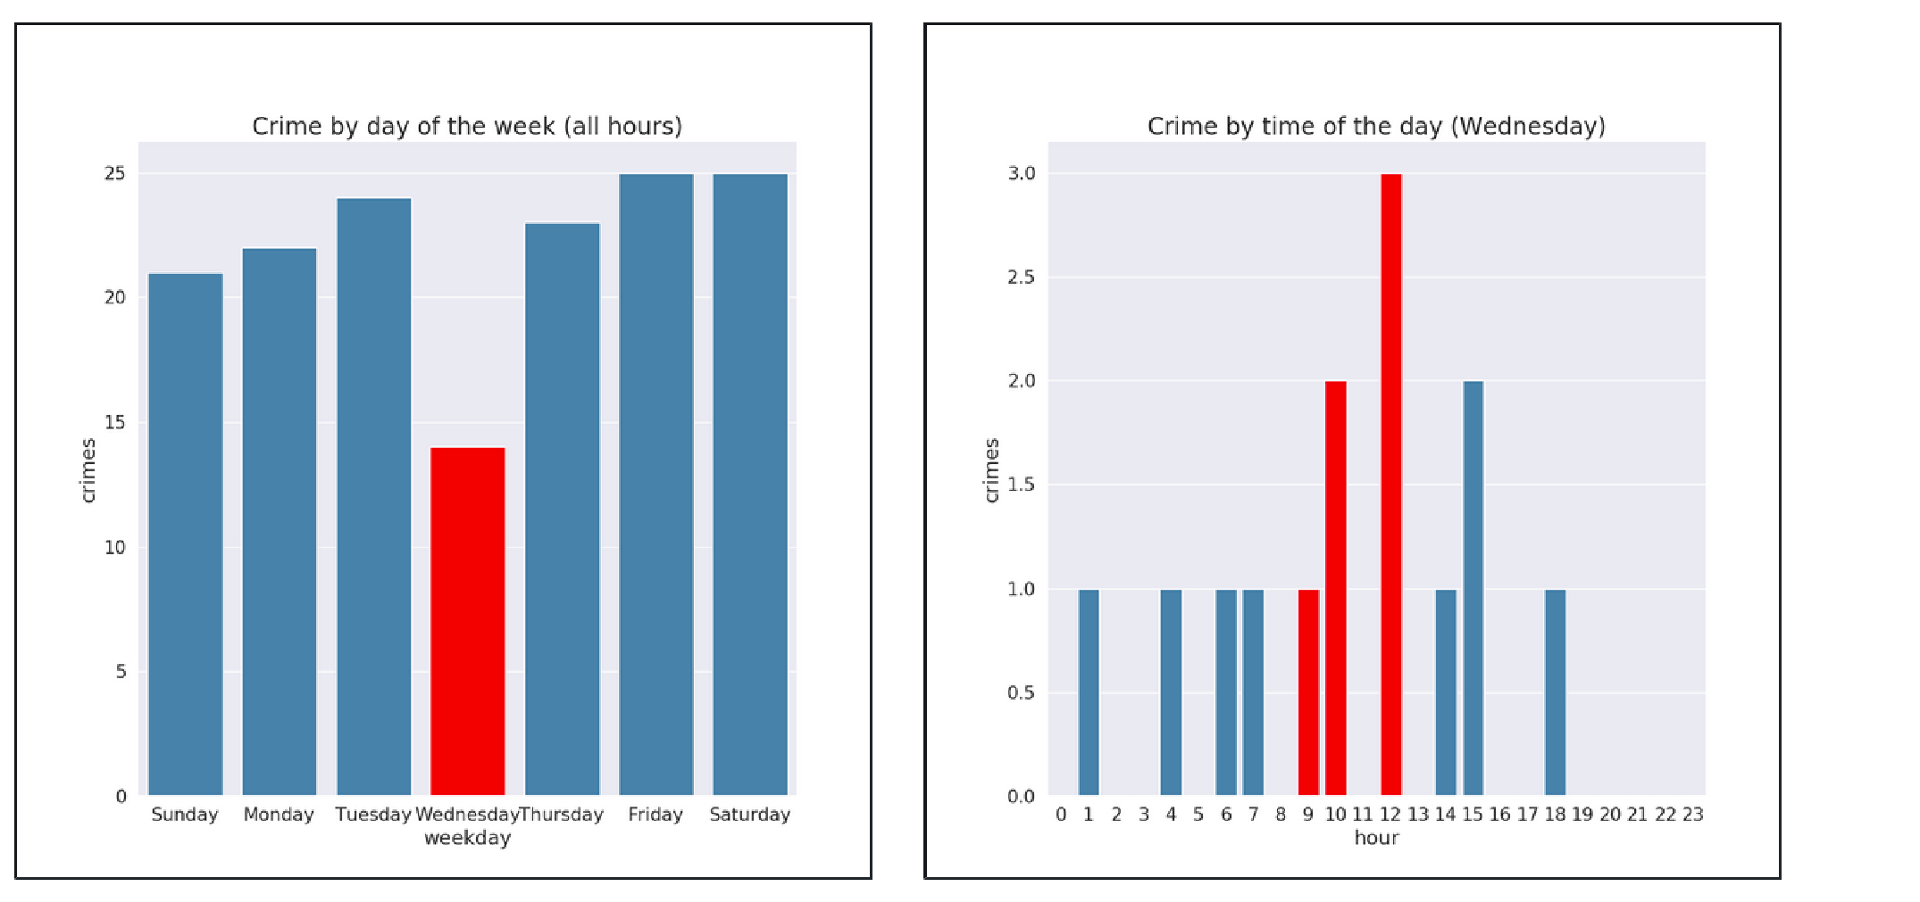 Crime by day of the week (all hours)
25
20
15
10
5
0
crimes
Sunday Monday Tuesday Wednesday Thursday Friday Saturday
weekday
Crime by time of the day (Wednesday)
3.0
2.5
2.0
1.5
1.0
0.5
0.0
crimes
0 1 2 3 4 5 6 7 8 9 10 11 12 13 14 15 16 17 18 19 20 21 22 23
hour